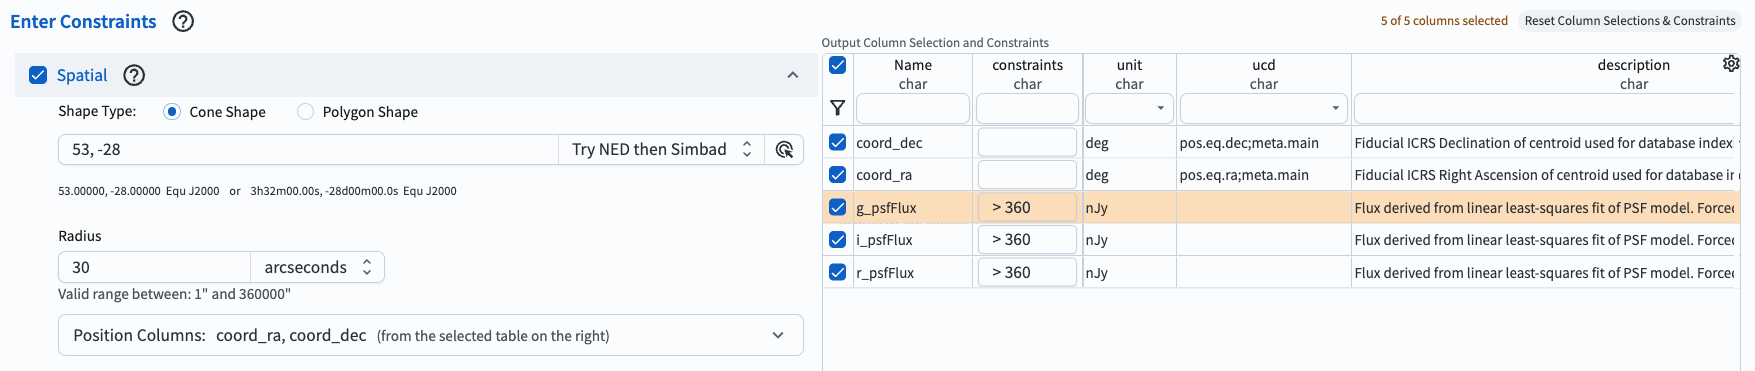 Enter Constraints
5 of 5 columns selected Reset Column Selections & Constraints
Spatial
Shape Type: Cone Shape Polygon Shape
53, -28 Try NED then Simbad
53.00000, -28.00000 Equ J2000 or 3h32m00.00s, -28d00m00.0s Equ J2000
Radius
30 arcseconds
Valid range between: 1" and 360000"
Position Columns: coord_ra, coord_dec (from the selected table on the right)
Output Column Selection and Constraints
Name constraints unit ucd description
char char char char char
coord_dec deg pos.eq.dec;meta.main Fiducial ICRS Declination of centroid used for database index
coord_ra deg pos.eq.ra;meta.main Fiducial ICRS Right Ascension of centroid used for database in
g_psfFlux > 360 nJy Flux derived from linear least-squares fit of PSF model. Forced
i_psfFlux > 360 nJy Flux derived from linear least-squares fit of PSF model. Forced
r_psfFlux > 360 nJy Flux derived from linear least-squares fit of PSF model. Forced